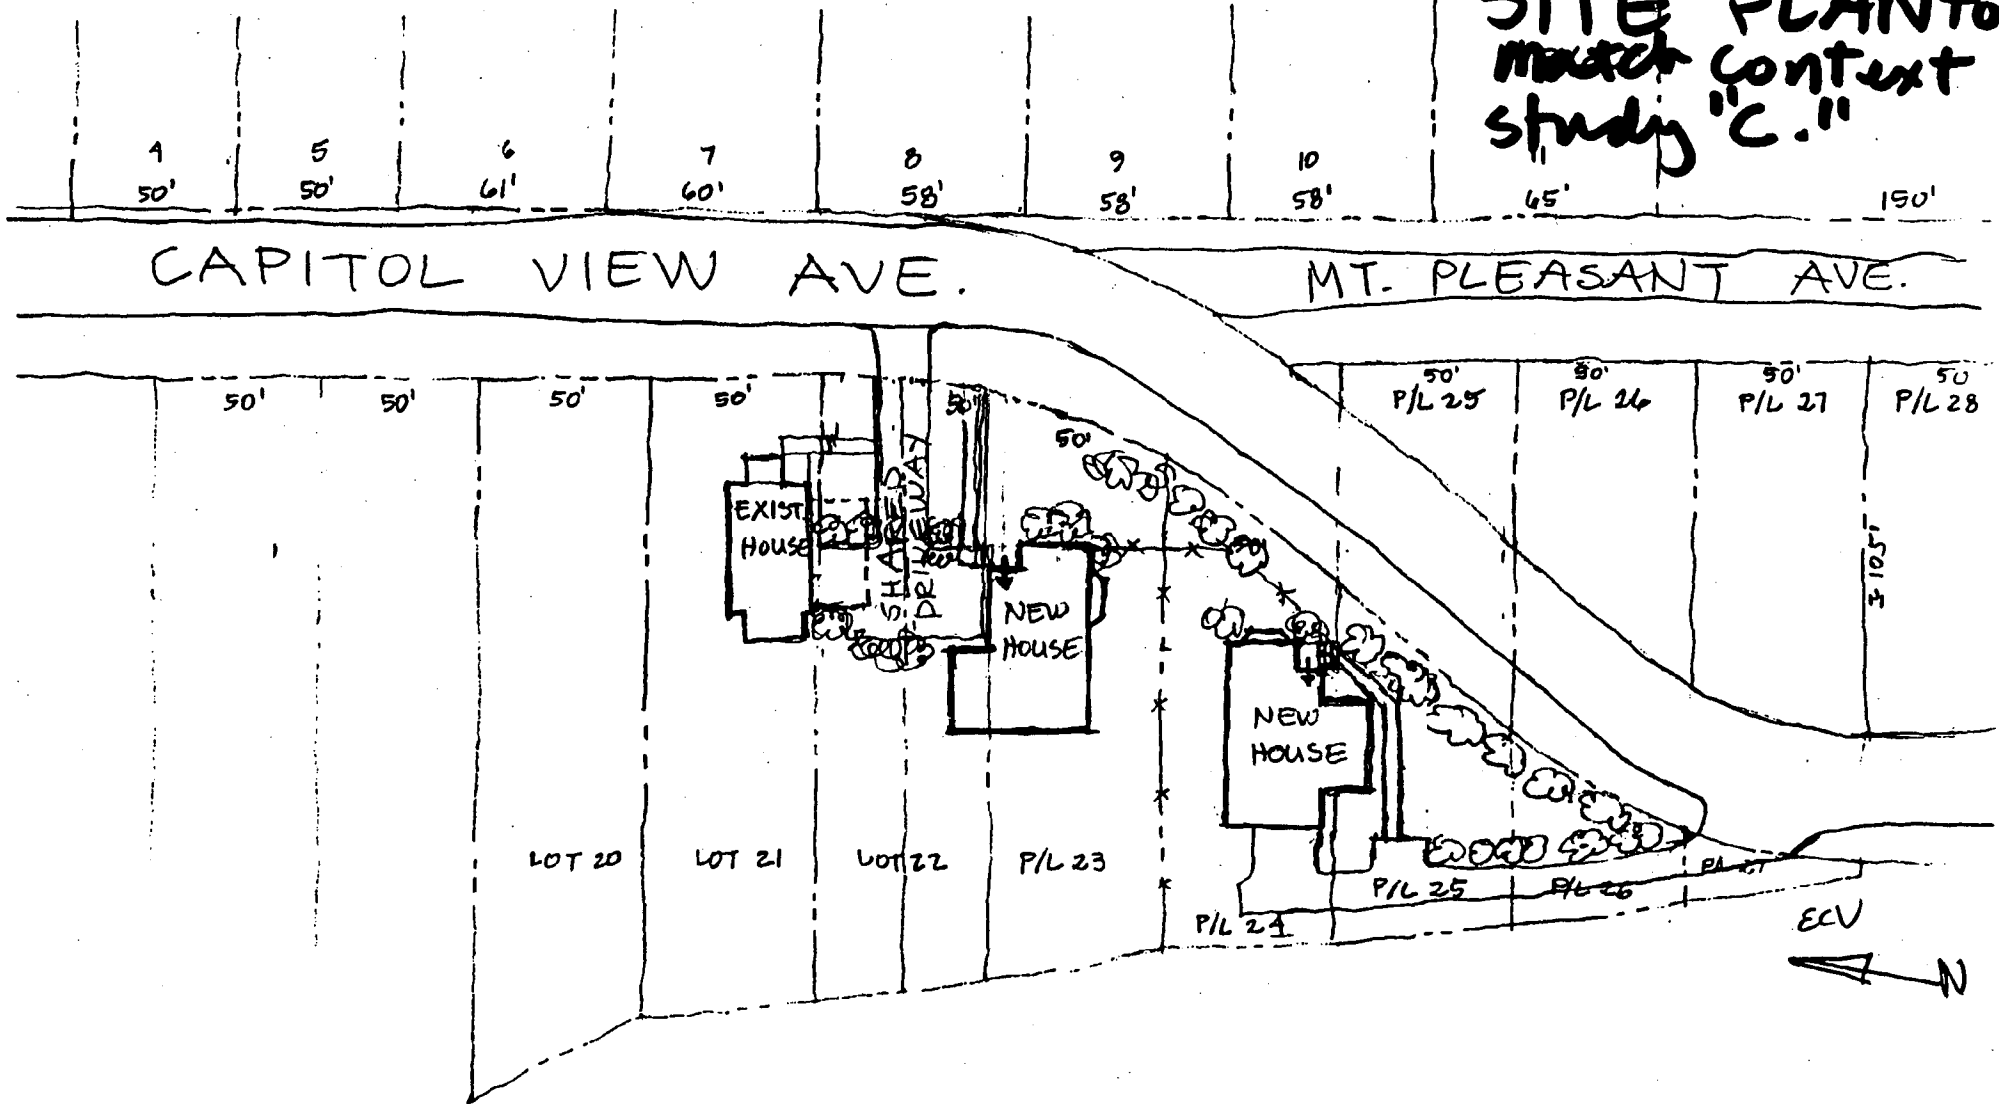 SITE PLAN to
match context
study "C."
4 5 6 7 8 9 10
50' 50' 61' 60' 58' 58' 58' 65' 150'
CAPITOL VIEW AVE.
MT. PLEASANT AVE.
50' 50' 50' 50' 50' 50'
50' 50' 50' 50
P/L 25 P/L 26 P/L 27 P/L 28
EXIST.
HOUSE
SHARED
DRIVEWAY
NEW
HOUSE
NEW
HOUSE
105'
LOT 20 LOT 21 LOT 22 P/L 23
P/L 24 P/L 25 P/L 26
ECV
N